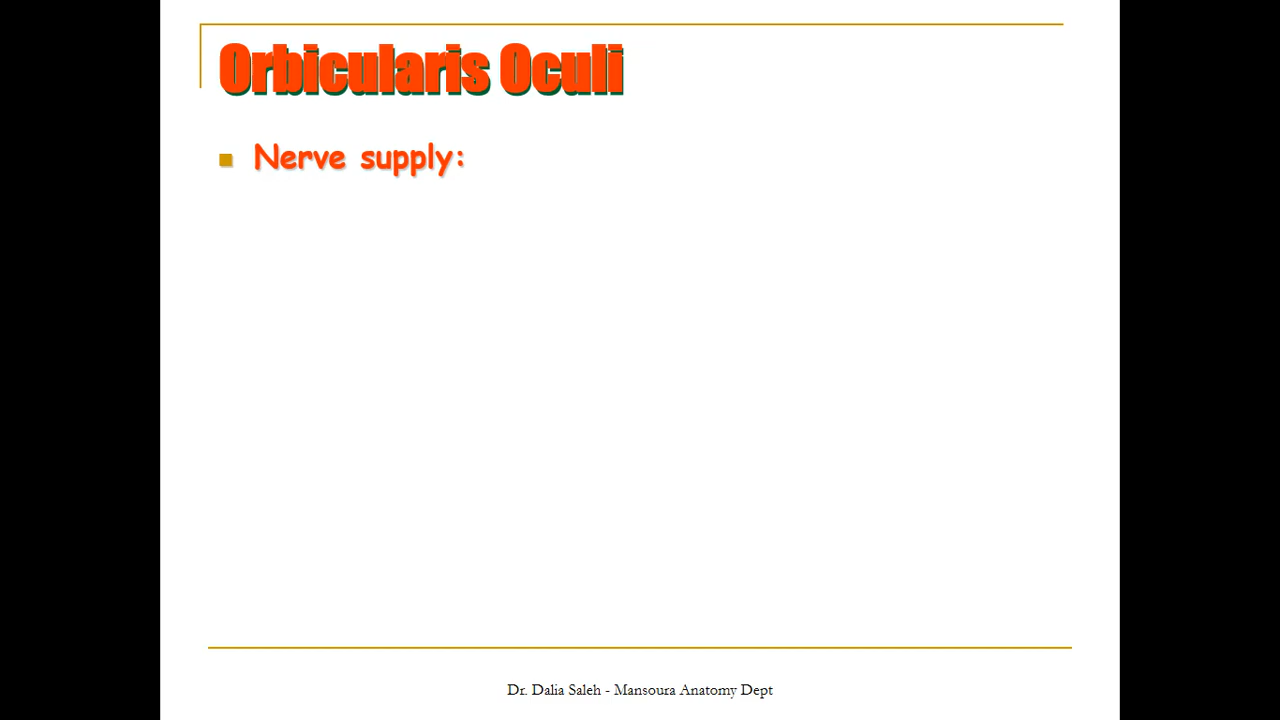 Orbicularis Oculi
Nerve supply:
Dr. Dalia Saleh - Mansoura Anatomy Dept